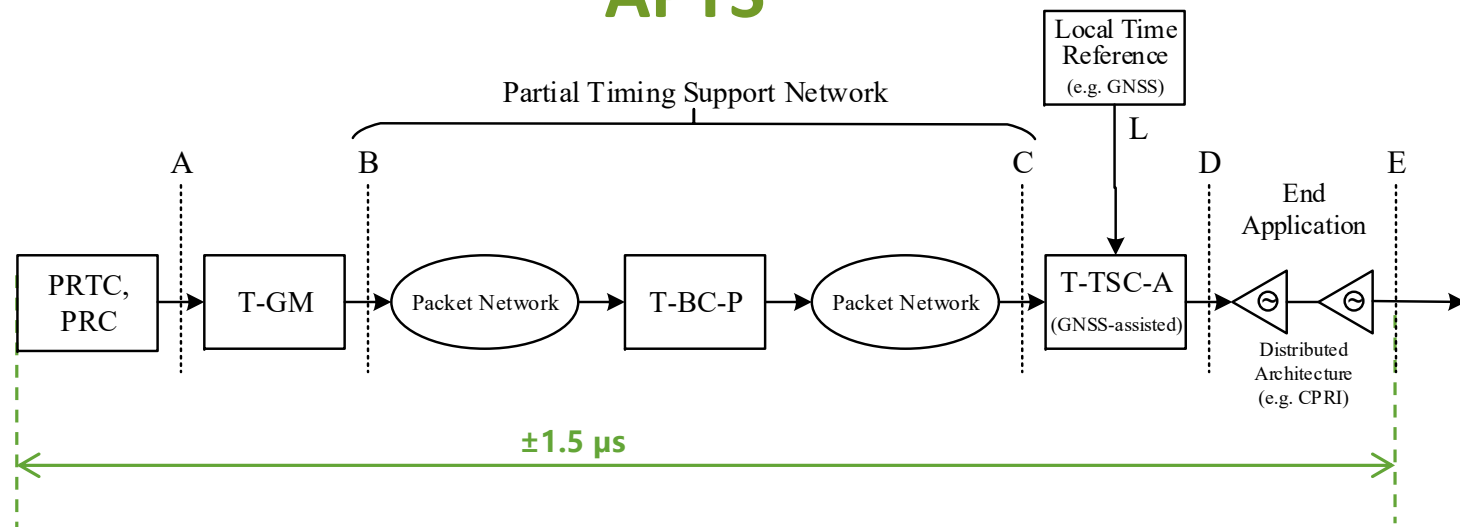 APTS
Local Time
Reference
(e.g. GNSS)
Partial Timing Support Network
L
A
B
C
D
E
End
Application
PRTC,
PRC
T-GM
Packet Network
T-BC-P
Packet Network
T-TSC-A
(GNSS-assisted)
Distributed
Architecture
(e.g. CPRI)
±1.5 µs